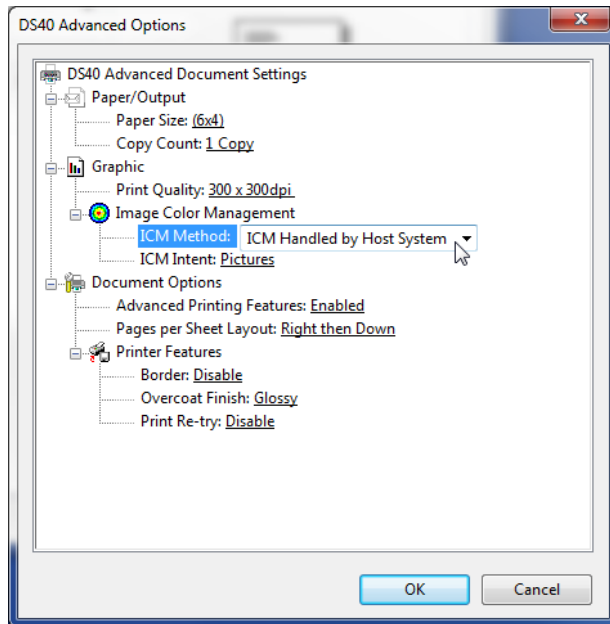 DS40 Advanced Options
DS40 Advanced Document Settings
Paper/Output
Paper Size: (6x4)
Copy Count: 1 Copy
Graphic
Print Quality: 300 x 300dpi
Image Color Management
ICM Method: ICM Handled by Host System
ICM Intent: Pictures
Document Options
Advanced Printing Features: Enabled
Pages per Sheet Layout: Right then Down
Printer Features
Border: Disable
Overcoat Finish: Glossy
Print Re-try: Disable
OK Cancel